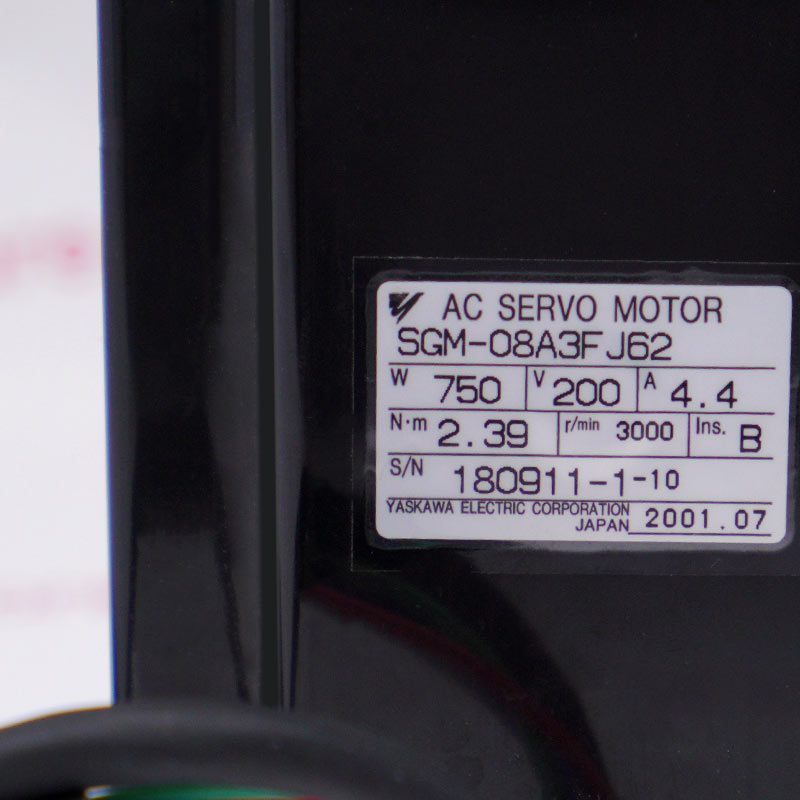 AC SERVO MOTOR
SGM-08A3FJ62
W 750 V 200 A 4.4
N·m 2.39 r/min 3000 Ins. B
S/N 180911-1-10
YASKAWA ELECTRIC CORPORATION
JAPAN 2001.07